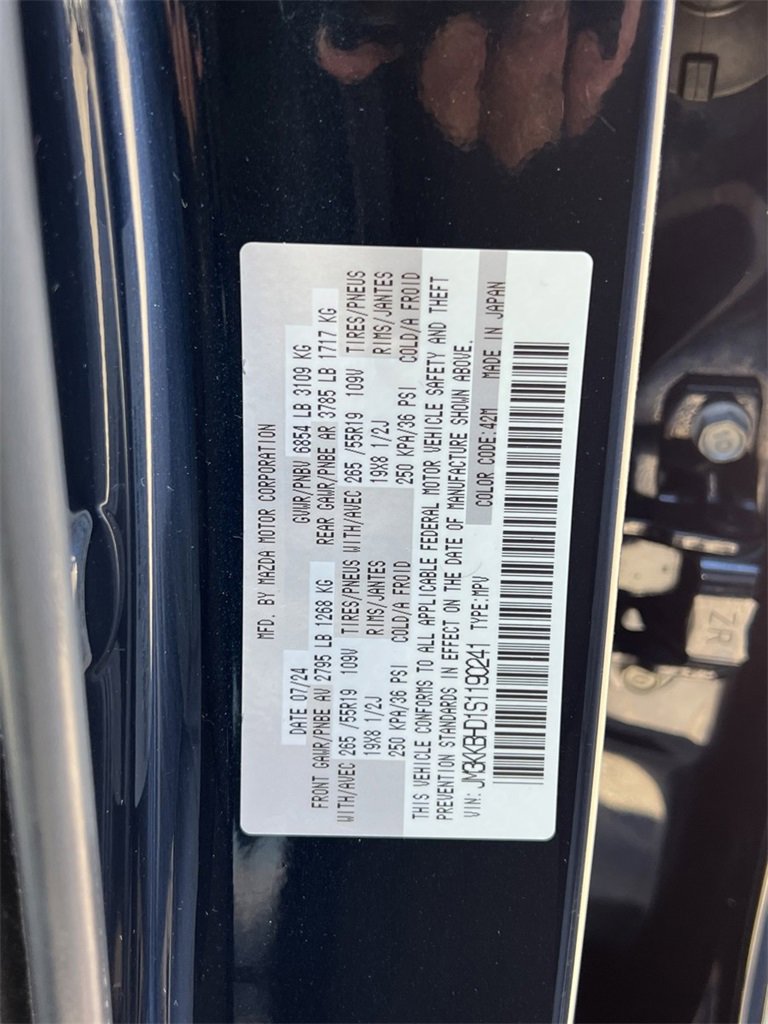 MFD. BY MAZDA MOTOR CORPORATION
DATE 07/24 GVWR/PNBV 6854 LB 3109 KG
FRONT GAWR/PNBE AV 2795 LB 1268 KG REAR GAWR/PNBE AR 3785 LB 1717 KG
WITH/AVEC 265 /55R19 109V TIRES/PNEUS WITH/AVEC 265 /55R19 109V TIRES/PNEUS
19X8 1/2J RIMS/JANTES 19X8 1/2J RIMS/JANTES
250 KPA/36 PSI COLD/A FROID 250 KPA/36 PSI COLD/A FROID
THIS VEHICLE CONFORMS TO ALL APPLICABLE FEDERAL MOTOR VEHICLE SAFETY AND THEFT
PREVENTION STANDARDS IN EFFECT ON THE DATE OF MANUFACTURE SHOWN ABOVE.
VIN: JM3KKBHD1S1190241 TYPE:MPV COLOR CODE:42M MADE IN JAPAN
10
ZR